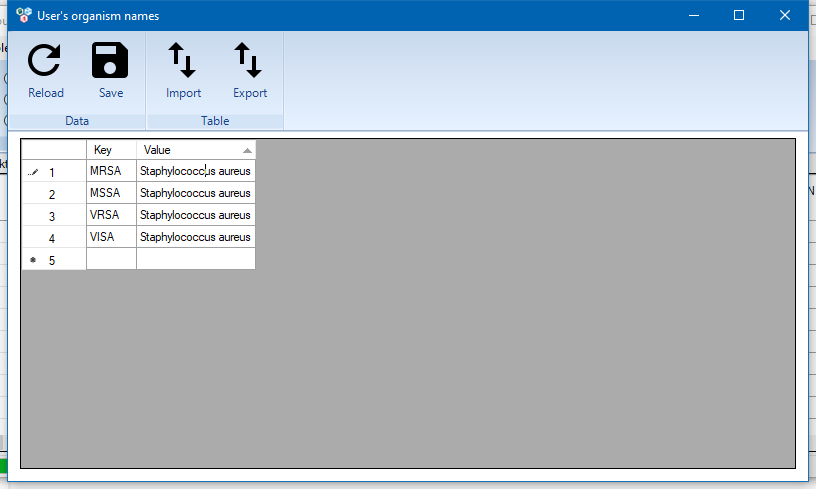 User's organism names
Reload Save Import Export
Data Table
Key Value
1 MRSA Staphylococcus aureus
2 MSSA Staphylococcus aureus
3 VRSA Staphylococcus aureus
4 VISA Staphylococcus aureus
5